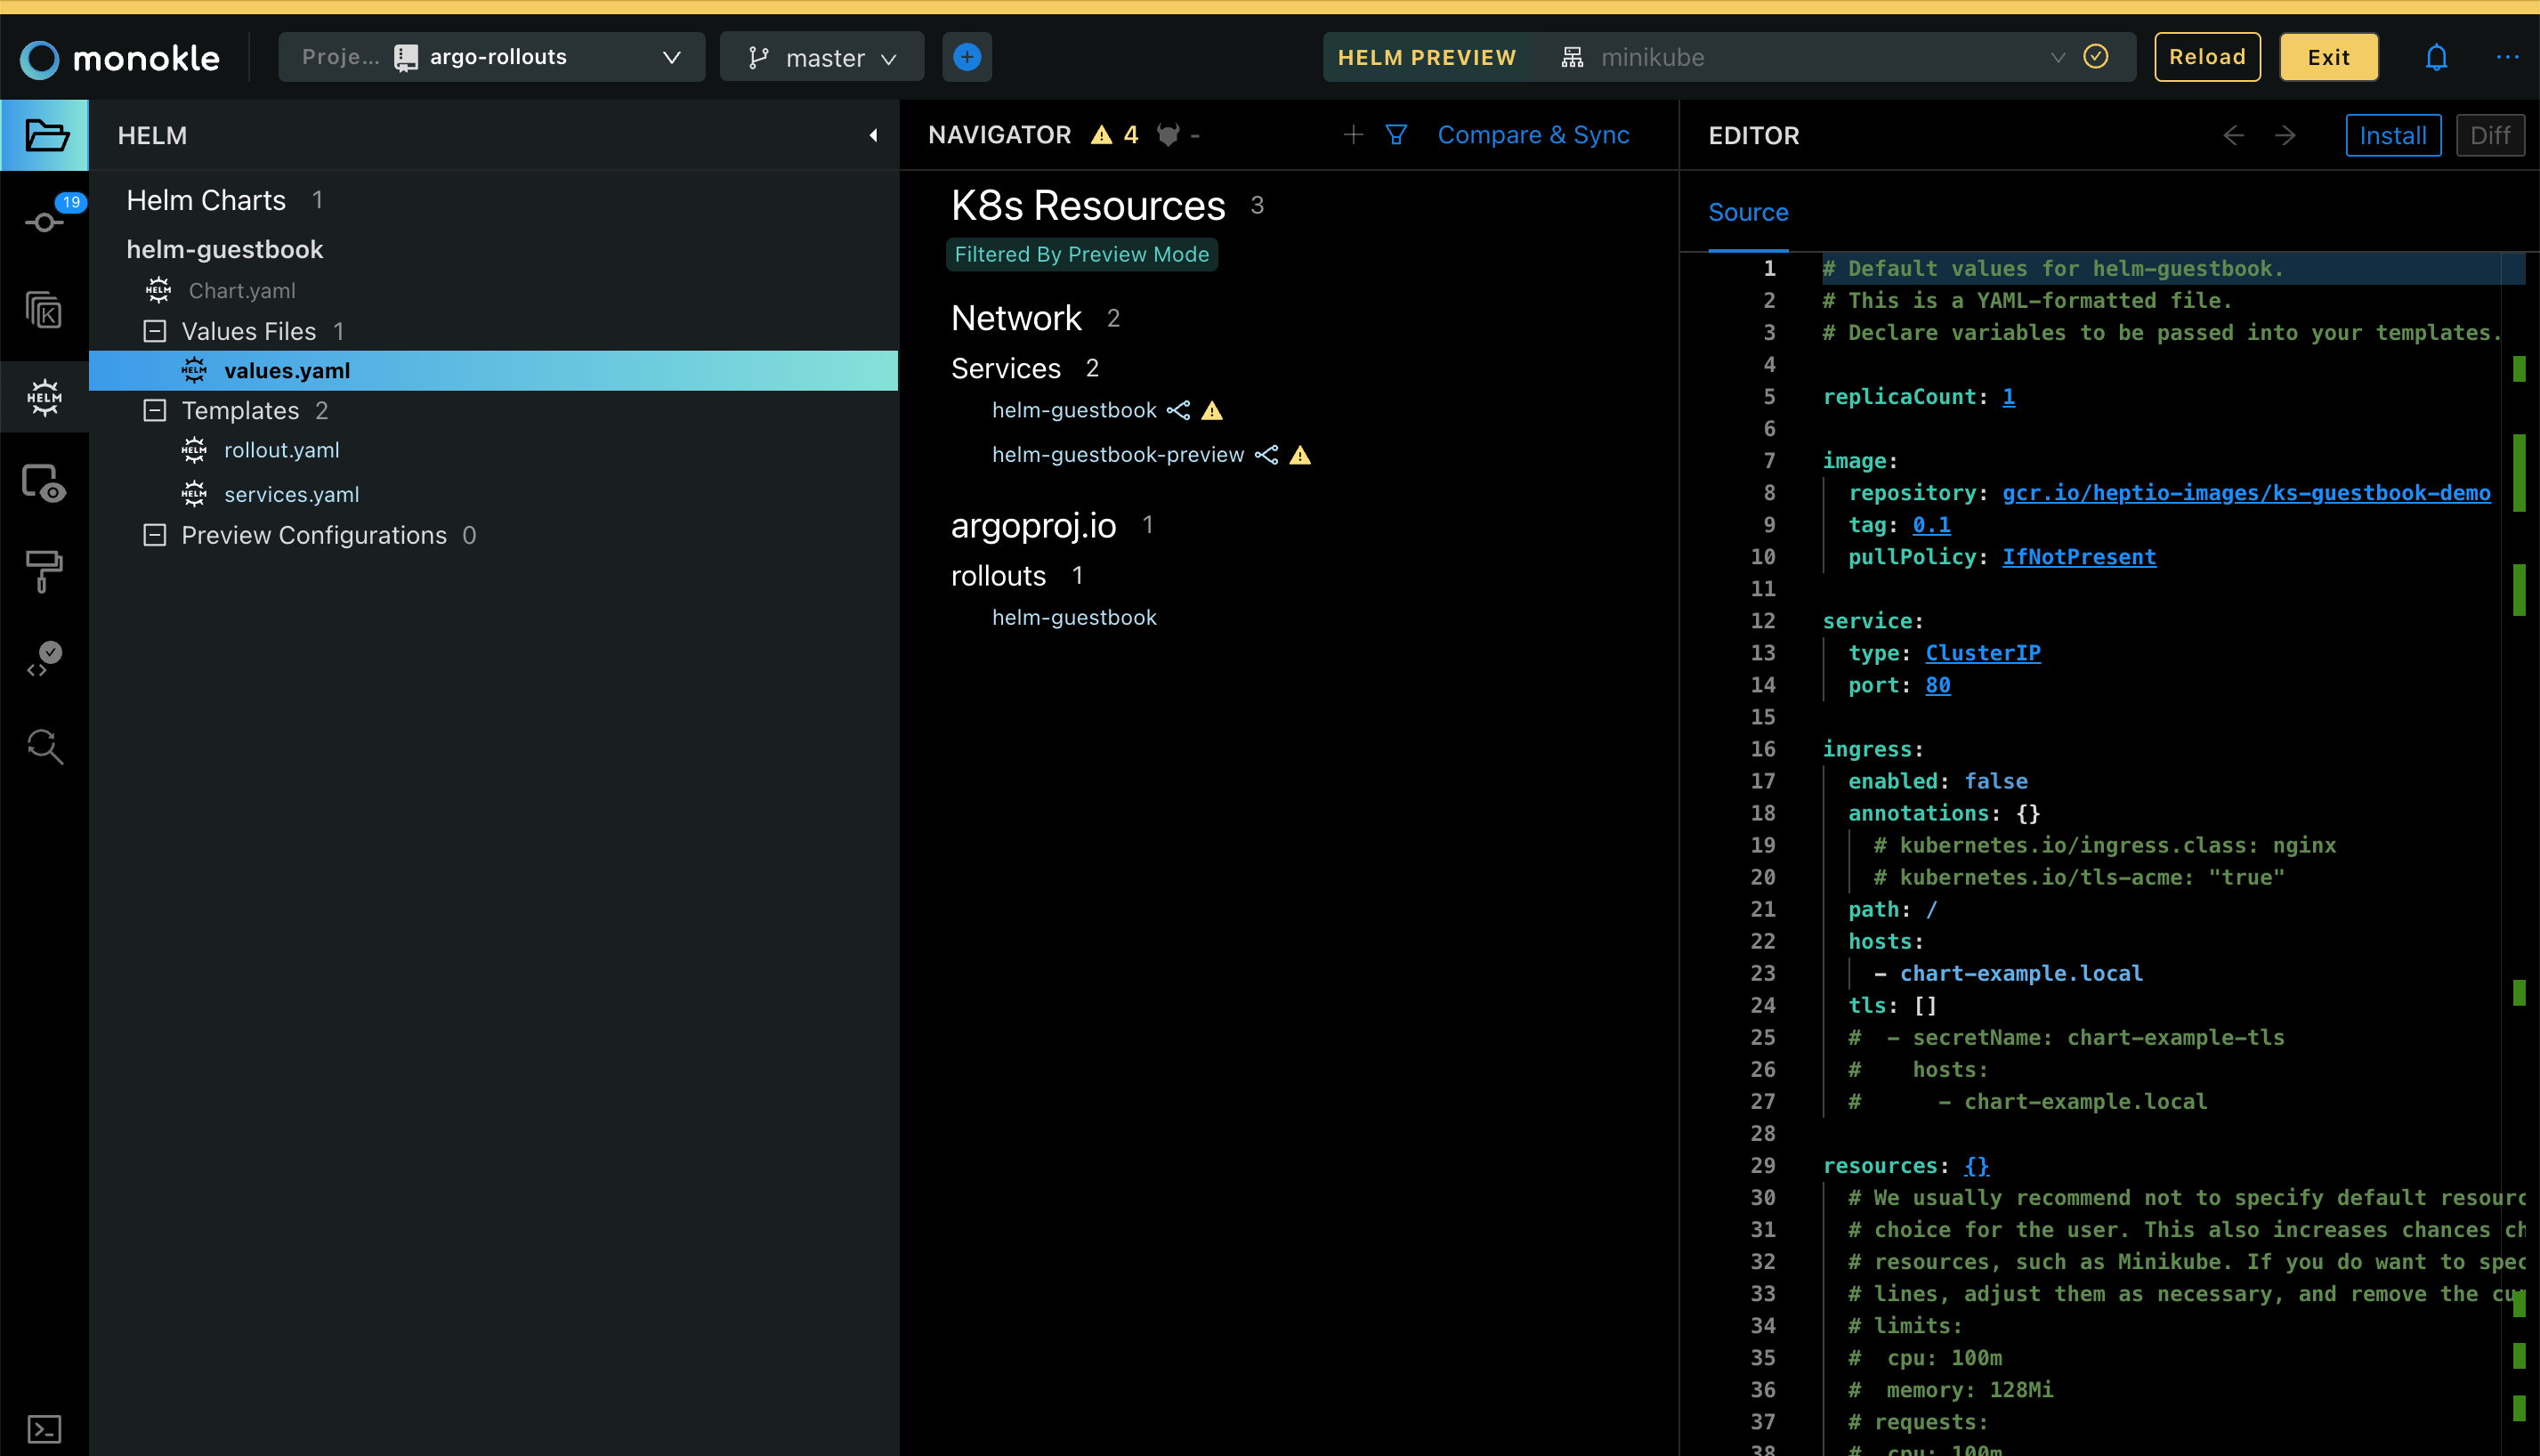 monokle
Proje... argo-rollouts
master
HELM PREVIEW minikube
Reload
Exit
19
HELM
HELM
Helm Charts 1
helm-guestbook
HELM Chart.yaml
Values Files 1
HELM values.yaml
Templates 2
HELM rollout.yaml
HELM services.yaml
Preview Configurations 0
NAVIGATOR 4 -
Compare & Sync
K8s Resources 3
Filtered By Preview Mode
Network 2
Services 2
helm-guestbook
helm-guestbook-preview
argoproj.io 1
rollouts 1
helm-guestbook
EDITOR
Install
Diff
Source
1 # Default values for helm-guestbook.
2 # This is a YAML-formatted file.
3 # Declare variables to be passed into your templates.
4
5 replicaCount: 1
6
7 image:
8 repository: gcr.io/heptio-images/ks-guestbook-demo
9 tag: 0.1
10 pullPolicy: IfNotPresent
11
12 service:
13 type: ClusterIP
14 port: 80
15
16 ingress:
17 enabled: false
18 annotations: {}
19 # kubernetes.io/ingress.class: nginx
20 # kubernetes.io/tls-acme: "true"
21 path: /
22 hosts:
23 - chart-example.local
24 tls: []
25 # - secretName: chart-example-tls
26 # hosts:
27 # - chart-example.local
28
29 resources: {}
30 # We usually recommend not to specify default resourc
31 # choice for the user. This also increases chances ch
32 # resources, such as Minikube. If you do want to spec
33 # lines, adjust them as necessary, and remove the cu
34 # limits:
35 # cpu: 100m
36 # memory: 128Mi
37 # requests:
38 # cpu: 100m